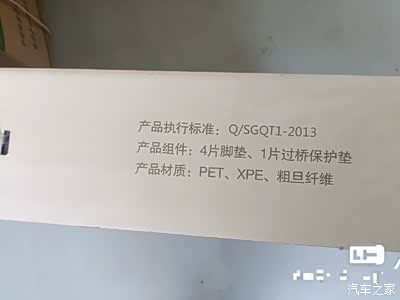 产品执行标准：Q/SGQT1-2013
产品组件：4片脚垫、1片过桥保护垫
产品材质：PET、XPE、粗旦纤维
汽车之家